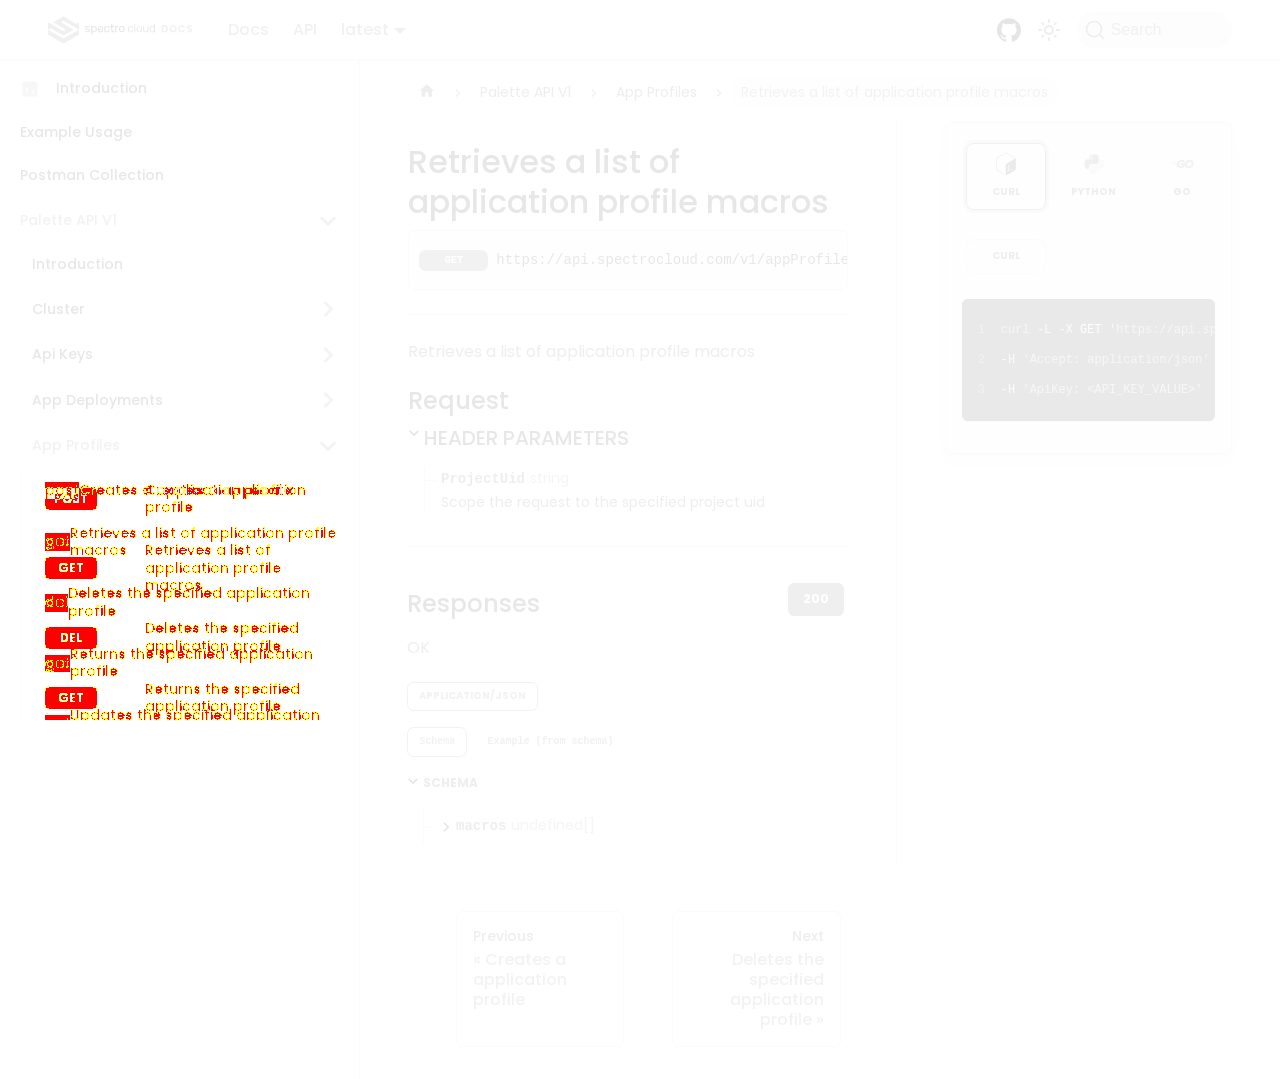 spectro cloud DOCS Docs API latest Search
Introduction
Example Usage
Postman Collection
Palette API V1
Introduction
Cluster
Api Keys
App Deployments
App Profiles
POST
profile
Retrieves a list of application profile
macros
GET
Retrieves a list of
application profile
macros
Deletes the specified application
profile
DEL
Deletes the specified
application profile
Returns the specified application
profile
GET
Returns the specified
application profile
Updates the specified application
Palette API V1 App Profiles Retrieves a list of application profile macros
Retrieves a list of
application profile macros
GET https://api.spectrocloud.com/v1/appProfile
Retrieves a list of application profile macros
Request
HEADER PARAMETERS
ProjectUid string
Scope the request to the specified project uid
Responses
200
OK
APPLICATION/JSON
Schema Example (from schema)
SCHEMA
macros undefined[]
Previous
« Creates a
application
profile
Next
Deletes the
specified
application
profile »
CURL PYTHON GO
CURL
1 curl -L -X GET 'https://api.sp
2 -H 'Accept: application/json'
3 -H 'ApiKey: <API_KEY_VALUE>'